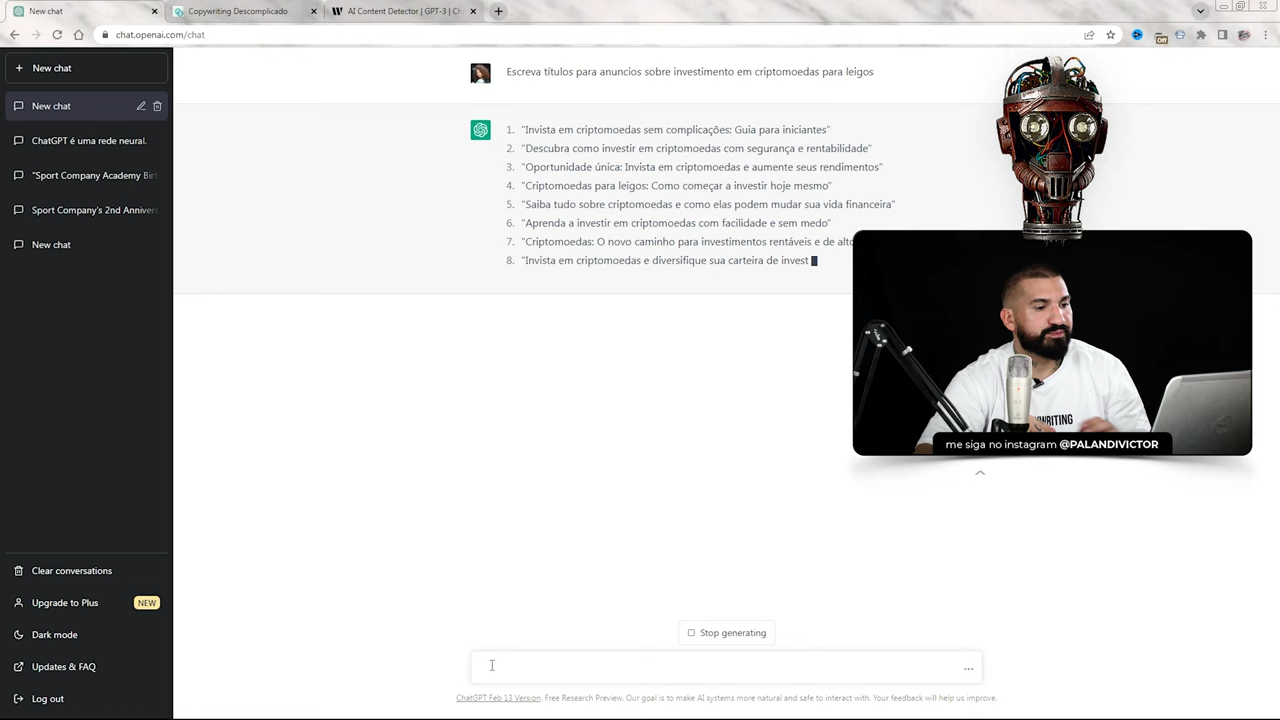 New chat
Copywriting Descomplicado
AI Content Detector | GPT-3 | Ch
chat.openai.com/chat
Off
New chat
New chat
ChatGPT é uma rede neural.
"Sport Company Academy Birt
Sport Company's 2nd Annivers
New chat
Clear conversations
Upgrade to Plus
NEW
Dark mode
Updates & FAQ
Log out
Escreva títulos para anuncios sobre investimento em criptomoedas para leigos
1. "Invista em criptomoedas sem complicações: Guia para iniciantes"
2. "Descubra como investir em criptomoedas com segurança e rentabilidade"
3. "Oportunidade única: Invista em criptomoedas e aumente seus rendimentos"
4. "Criptomoedas para leigos: Como começar a investir hoje mesmo"
5. "Saiba tudo sobre criptomoedas e como elas podem mudar sua vida financeira"
6. "Aprenda a investir em criptomoedas com facilidade e sem medo"
7. "Criptomoedas: O novo caminho para investimentos rentáveis e de alto
8. "Invista em criptomoedas e diversifique sua carteira de invest
me siga no instagram @PALANDIVICTOR
Stop generating
...
ChatGPT Feb 13 Version. Free Research Preview. Our goal is to make AI systems more natural and safe to interact with. Your feedback will help us improve.